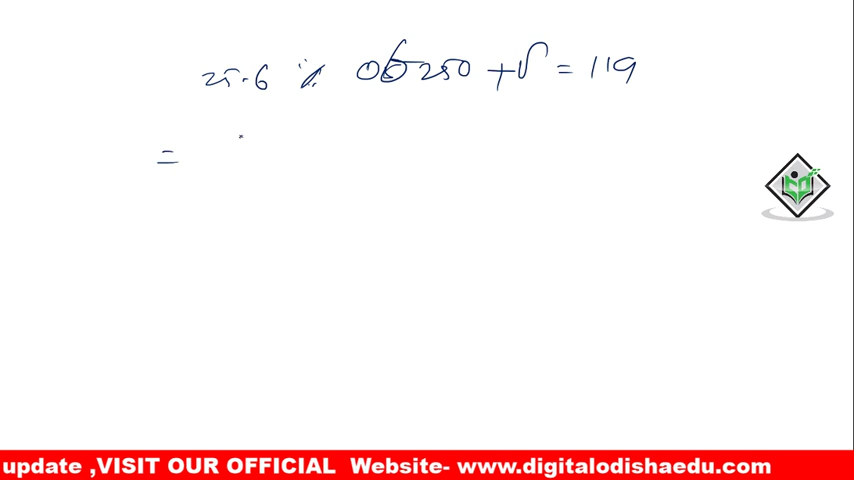 25.6 % of 250 + √ = 119
=
update ,VISIT OUR OFFICIAL Website- www.digitalodishaedu.com